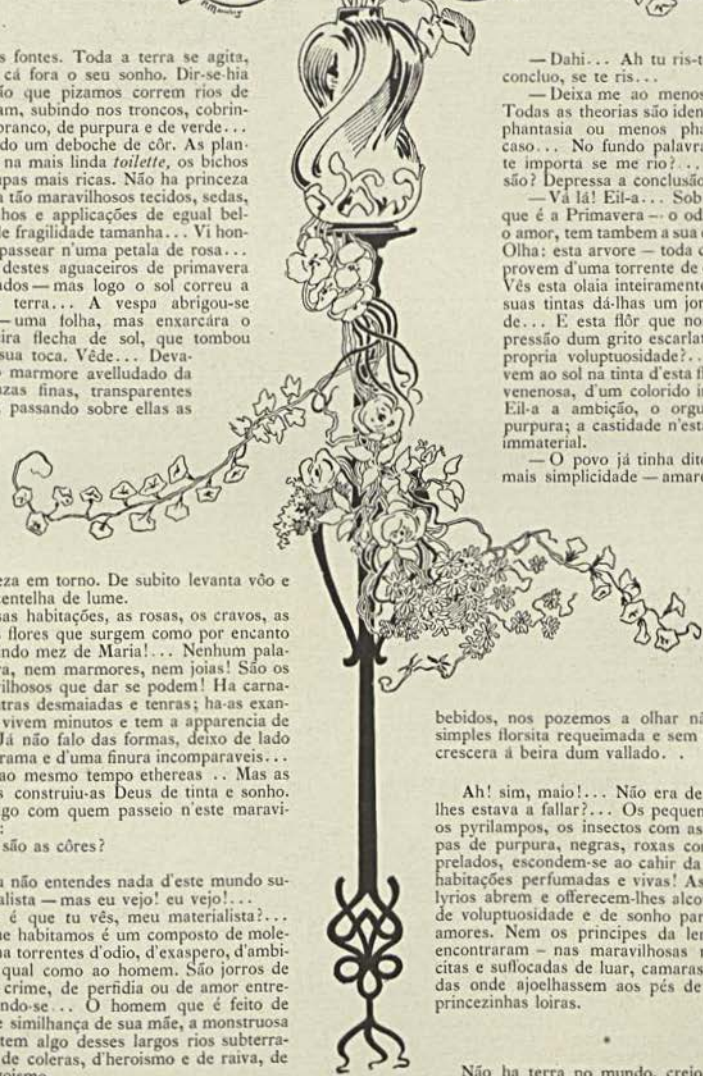 s fontes. Toda a terra se agita,
cá fora o seu sonho. Dir-se-hia
ão que pizamos correm rios de
am, subindo nos troncos, cobrin-
branco, de purpura e de verde...
do um deboche de côr. As plan-
na mais linda toilette, os bichos
upas mais ricas. Não ha princeza
a tão maravilhosos tecidos, sedas,
hos e applicações de egual bel-
le fragilidade tamanha... Vi hon-
passear n'uma petala de rosa...
destes aguaceiros de primavera
ados — mas logo o sol correu a
terra... A vespa abrigou-se
— uma folha, mas enxarcára o
ira flecha de sol, que tombou
sua toca. Vêde... Deva-
marmore avelludado da
uzas finas, transparentes
, passando sobre ellas as
eza em torno. De subito levanta vôo e
entelha de lume.
sas habitações, as rosas, os cravos, as
flores que surgem como por encanto
indo mez de Maria!... Nenhum pala-
ra, nem marmores, nem joias! São os
ilhosos que dar se podem! Ha carna-
tras desmaiadas e tenras; ha-as exan-
vivem minutos e tem a apparencia de
Já não falo das formas, deixo de lado
rama e d'uma finura incomparaveis...
ao mesmo tempo ethereas .. Mas as
s construiu-as Deus de tinta e sonho.
go com quem passeio n'este maravi-
:
são as côres?
a não entendes nada d'este mundo su-
alista — mas eu vejo! eu vejo!...
é que tu vês, meu materialista?...
ue habitamos é um composto de mole-
na torrentes d'odio, d'exaspero, d'ambi-
qual como ao homem. São jorros de
crime, de perfidia ou de amor entre-
ndo-se... O homem que é feito de
e similhança de sua mãe, a monstruosa
tem algo desses largos rios subterra-
de coleras, d'heroismo e de raiva, de
— Dahi... Ah tu ris-t
concluo, se te ris...
— Deixa me ao menos
Todas as theorias são iden
phantasia ou menos pha
caso... No fundo palavra
te importa se me rio?...
são? Depressa a conclusão
— Vá lá! Eil-a... Sob
que é a Primavera — o od
o amor, tem tambem a sua
Olha: esta arvore — toda
provem d'uma torrente de
Vês esta olaia inteiramente
suas tintas dá-lhas um jor
de... E esta flôr que no
pressão dum grito escarlat
propria voluptuosidade?..
vem ao sol na tinta d'esta fl
venenosa, d'um colorido i
Eil-a a ambição, o orgu
purpura; a castidade n'esta
immaterial.
— O povo já tinha dito
mais simplicidade — amare
bebidos, nos pozemos a olhar nã
simples florsita requeimada e sem
crescera á beira dum vallado. .
Ah! sim, maio!... Não era de
lhes estava a fallar?... Os pequen
os pyrilampos, os insectos com as
pas de purpura, negras, roxas co
prelados, escondem-se ao cahir da
habitações perfumadas e vivas! As
lyrios abrem e offerecem-lhes alco
de voluptuosidade e de sonho par
amores. Nem os principes da len
encontraram — nas maravilhosas
citas e suffocadas de luar, camaras
das onde ajoelhassem aos pés de
princezinhas loiras.
*
Não ha terra no mundo, creio